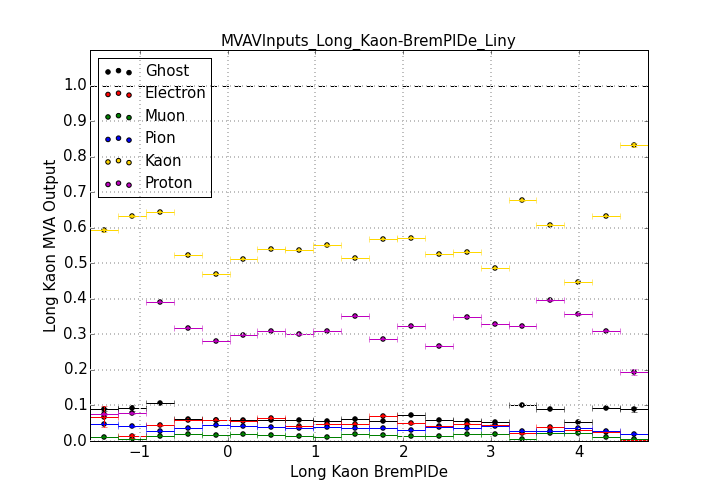 MVAVInputs_Long_Kaon-BremPIDe_Liny
Long Kaon MVA Output
1.0
0.9
0.8
0.7
0.6
0.5
0.4
0.3
0.2
0.1
0.0
Ghost
Electron
Muon
Pion
Kaon
Proton
−1
0
1
2
3
4
Long Kaon BremPIDe